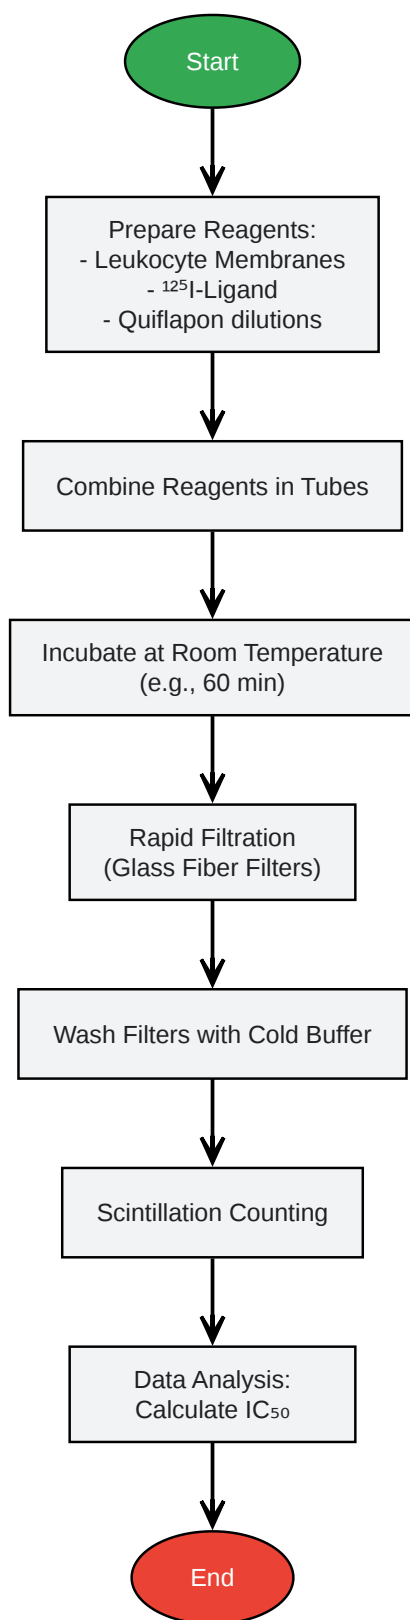 Start
Prepare Reagents:
- Leukocyte Membranes
- ¹²⁵I-Ligand
- Quiflapon dilutions
Combine Reagents in Tubes
Incubate at Room Temperature
(e.g., 60 min)
Rapid Filtration
(Glass Fiber Filters)
Wash Filters with Cold Buffer
Scintillation Counting
Data Analysis:
Calculate IC₅₀
End